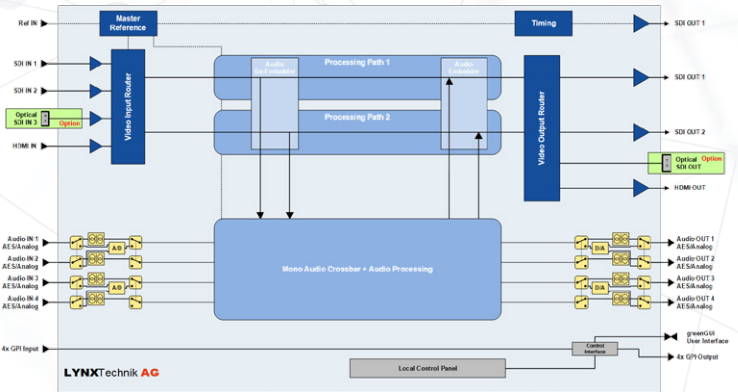 Ref IN
Master
Reference
Timing
SDI OUT 1
SDI IN 1
SDI IN 2
Optical
SDI IN 3
Option
HDMI IN
Video Input Router
Audio
De-Embedder
Processing Path 1
Audio
Embedder
Processing Path 2
Video Output Router
SDI OUT 1
SDI OUT 2
Optical Option
SDI OUT
HDMI OUT
Mono Audio Crossbar + Audio Processing
Audio IN 1
AES/Analog
Audio IN 2
AES/Analog
Audio IN 3
AES/Analog
Audio IN 4
AES/Analog
A/D
A/D
D/A
D/A
Audio OUT 1
AES/Analog
Audio OUT 2
AES/Analog
Audio OUT 3
AES/Analog
Audio OUT 4
AES/Analog
4x GPI Input
Control
Interface
greenGUI
User Interface
4x GPI Output
Local Control Panel
LYNXTechnik AG